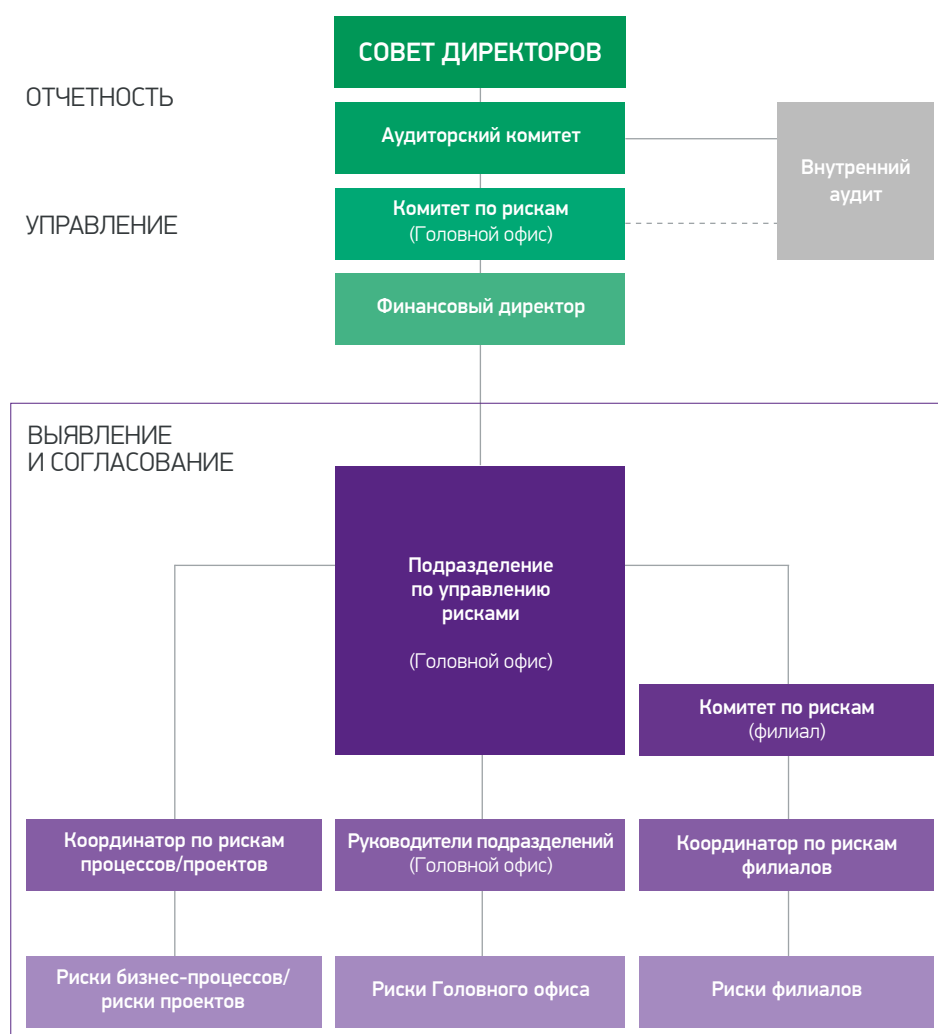 СОВЕТ ДИРЕКТОРОВ
ОТЧЕТНОСТЬ
Аудиторский комитет
Внутренний
аудит
УПРАВЛЕНИЕ
Комитет по рискам
(Головной офис)
Финансовый директор
ВЫЯВЛЕНИЕ
И СОГЛАСОВАНИЕ
Подразделение
по управлению
рисками
(Головной офис)
Комитет по рискам
(филиал)
Координатор по рискам
процессов/проектов
Руководители подразделений
(Головной офис)
Координатор по рискам
филиалов
Риски бизнес-процессов/
риски проектов
Риски Головного офиса
Риски филиалов